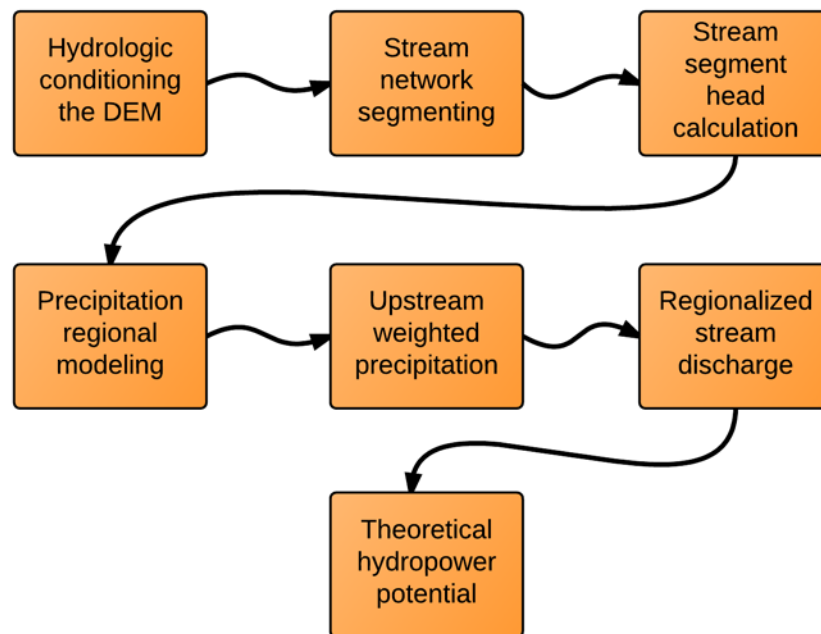 Hydrologic
conditioning
the DEM
Stream
network
segmenting
Stream
segment
head
calculation
Precipitation
regional
modeling
Upstream
weighted
precipitation
Regionalized
stream
discharge
Theoretical
hydropower
potential